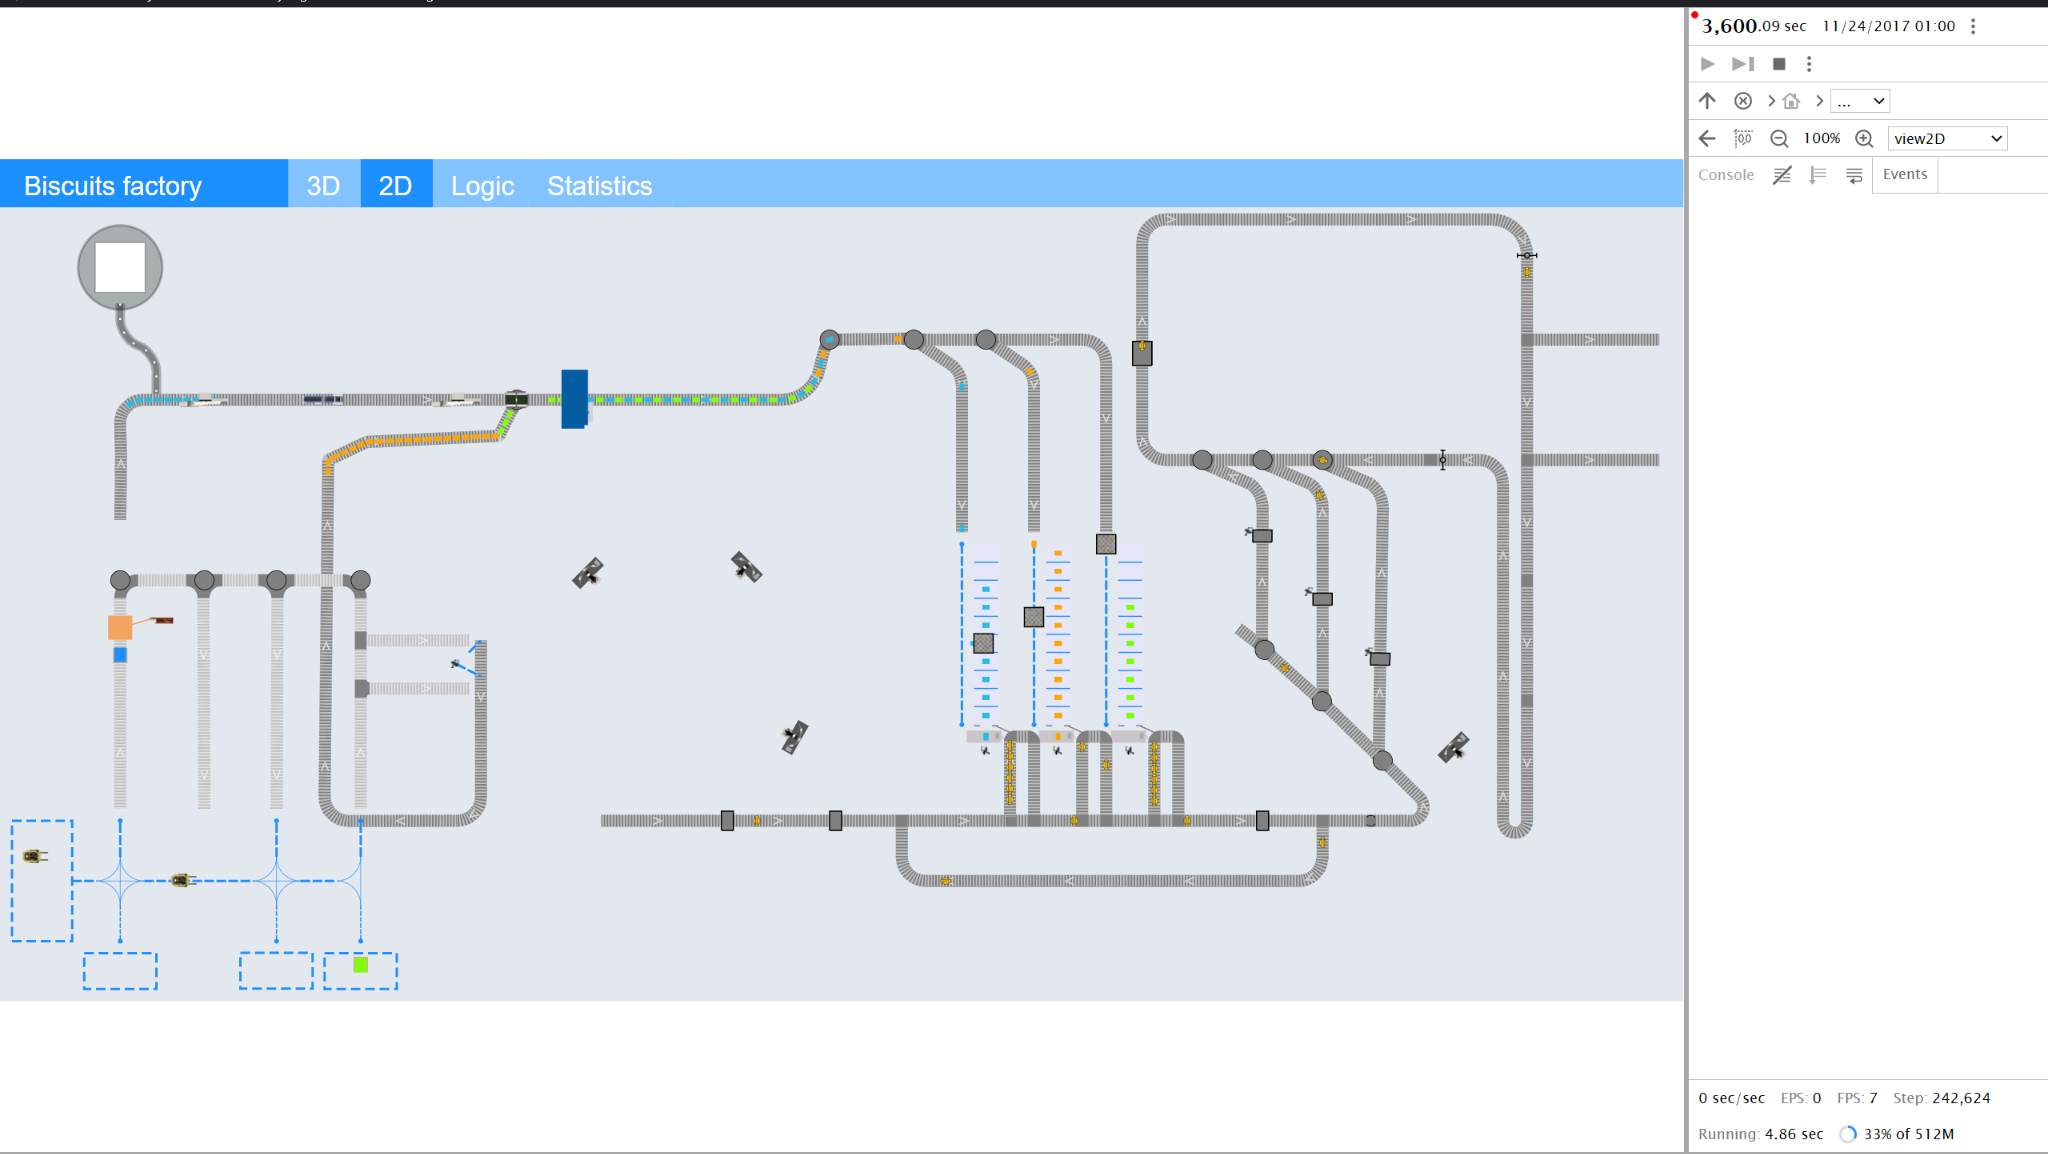 3,600.09 sec 11/24/2017 01:00
...
100% view2D
Console Events
Biscuits factory 3D 2D Logic Statistics
0 sec/sec EPS: 0 FPS: 7 Step: 242,624
Running: 4.86 sec 33% of 512M